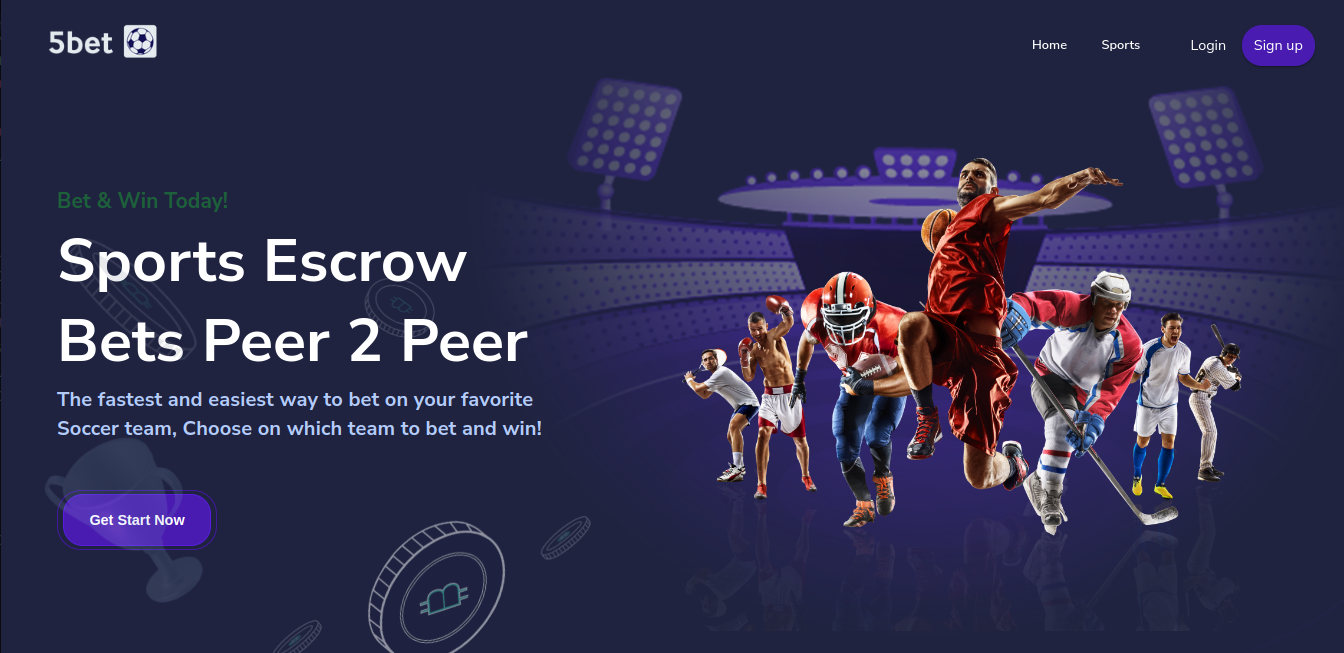 5bet
Home Sports Login Sign up
Bet & Win Today!
Sports Escrow
Bets Peer 2 Peer
The fastest and easiest way to bet on your favorite
Soccer team, Choose on which team to bet and win!
Get Start Now